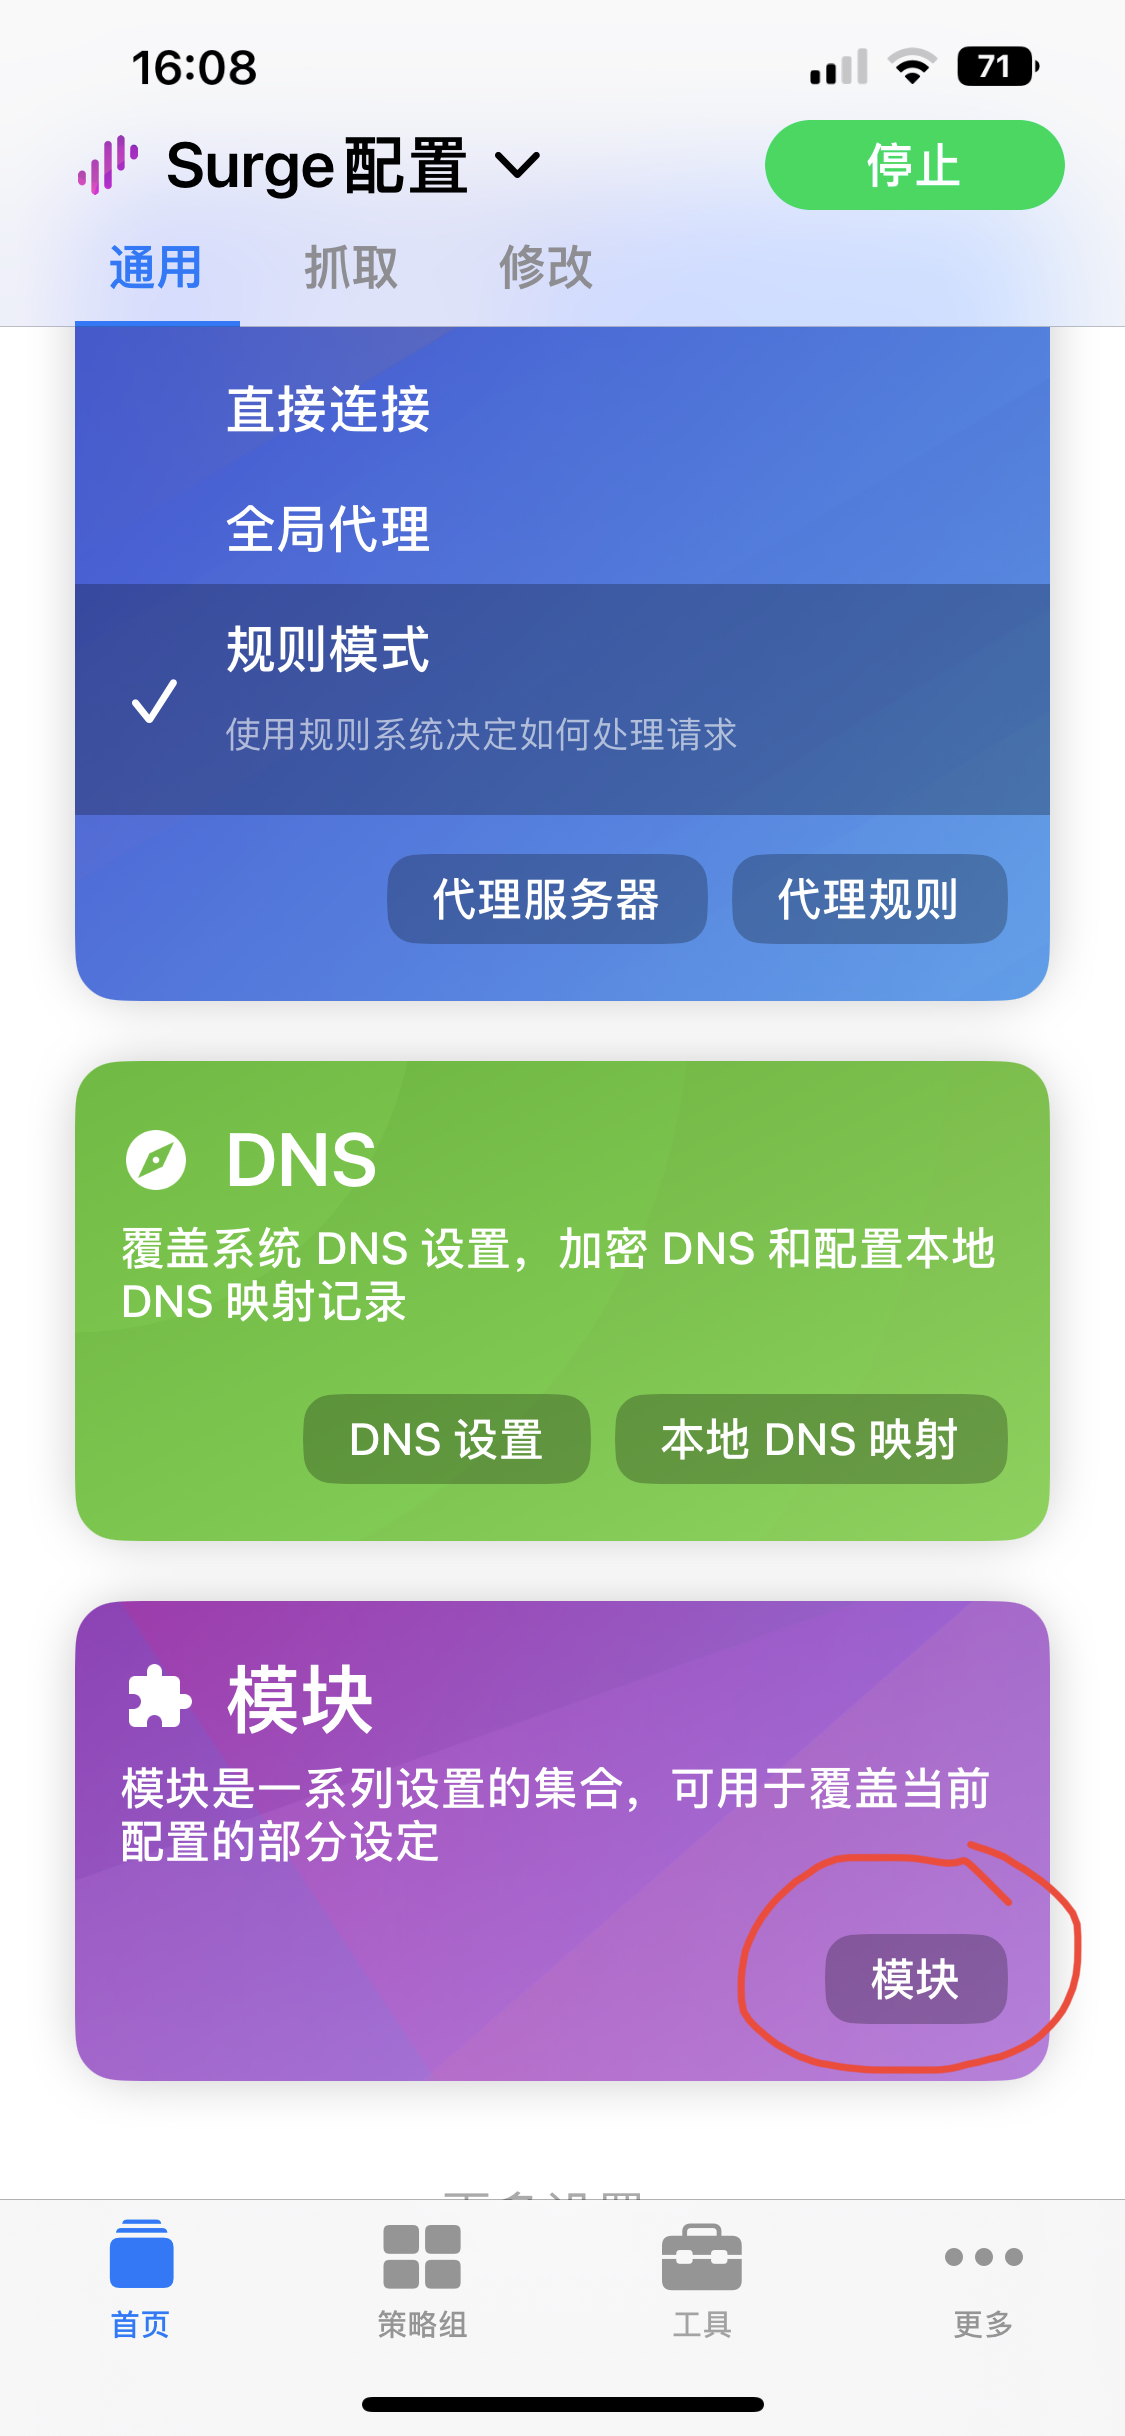 16:08
71
Surge配置
停止
通用
抓取
修改
直接连接
全局代理
规则模式
使用规则系统决定如何处理请求
代理服务器
代理规则
DNS
覆盖系统 DNS 设置，加密 DNS 和配置本地
DNS 映射记录
DNS 设置
本地 DNS 映射
模块
模块是一系列设置的集合，可用于覆盖当前
配置的部分设定
模块
首页
策略组
工具
更多